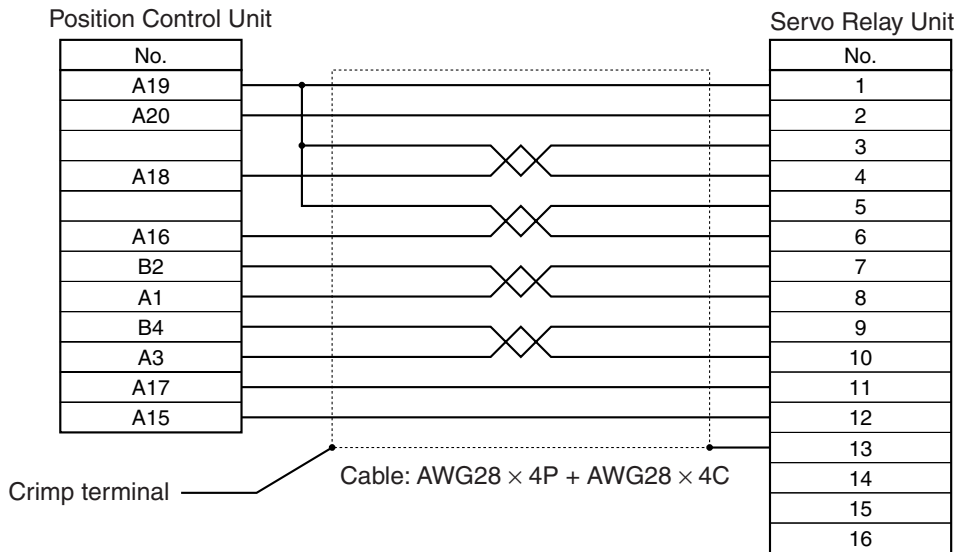 Position Control Unit
Servo Relay Unit
No.
A19
A20
A18
A16
B2
A1
B4
A3
A17
A15
No.
1
2
3
4
5
6
7
8
9
10
11
12
13
14
15
16
Crimp terminal
Cable: AWG28 × 4P + AWG28 × 4C